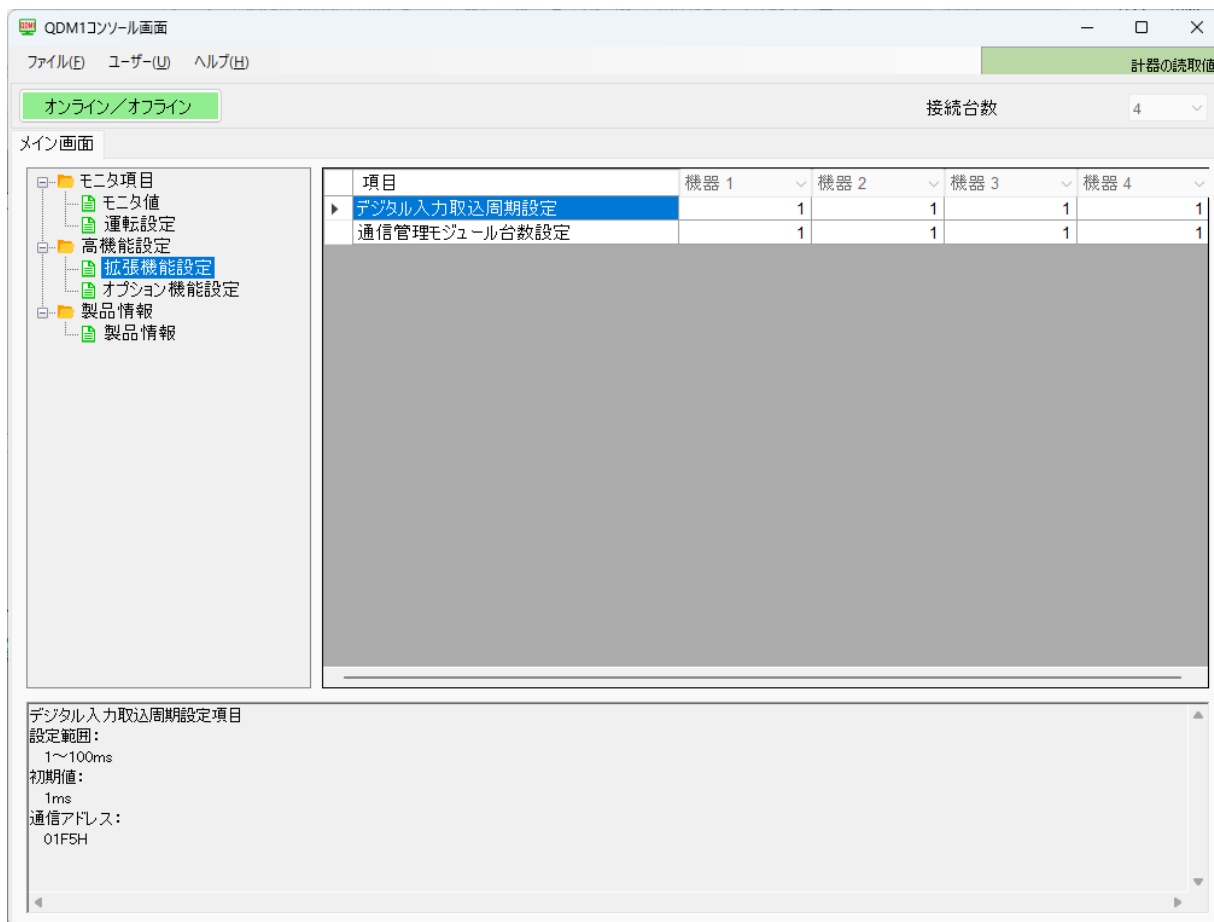 QDM1コンソール画面
ファイル(F) ユーザー(U) ヘルプ(H)
計器の読取値
オンライン/オフライン
接続台数 4
メイン画面
モニタ項目
モニタ値
運転設定
高機能設定
拡張機能設定
オプション機能設定
製品情報
製品情報
項目 機器 1 機器 2 機器 3 機器 4
デジタル入力取込周期設定 1 1 1 1
通信管理モジュール台数設定 1 1 1 1
デジタル入力取込周期設定項目
設定範囲:
1~100ms
初期値:
1ms
通信アドレス:
01F5H